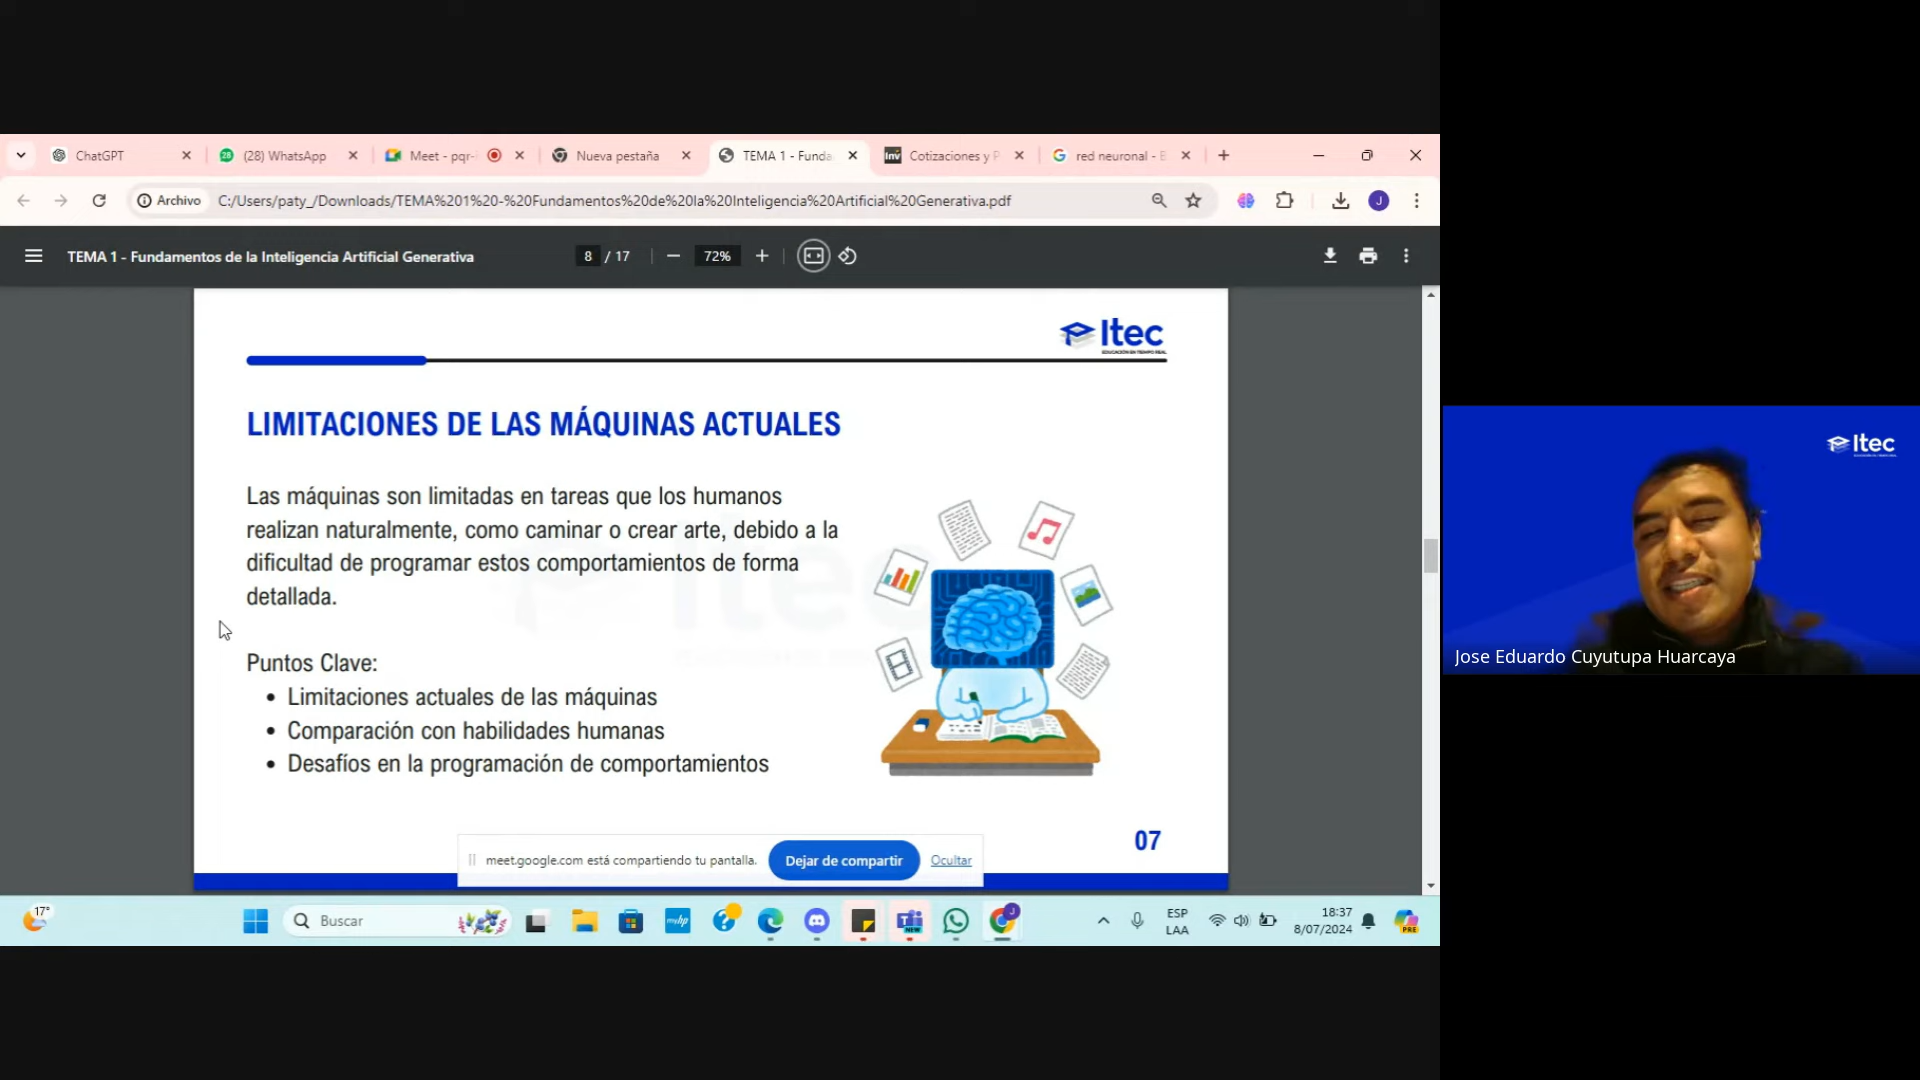 ChatGPT
(28) WhatsApp
Meet - pqr-
Nueva pestaña
TEMA 1 - Funda
Cotizaciones y P
red neuronal - B
Archivo
C:/Users/paty_/Downloads/TEMA%201%20-%20Fundamentos%20de%20la%20Inteligencia%20Artificial%20Generativa.pdf
TEMA 1 - Fundamentos de la Inteligencia Artificial Generativa
8 / 17
72%
Itec
EDUCACIÓN EN TIEMPO REAL
LIMITACIONES DE LAS MÁQUINAS ACTUALES
Las máquinas son limitadas en tareas que los humanos
realizan naturalmente, como caminar o crear arte, debido a la
dificultad de programar estos comportamientos de forma
detallada.
Puntos Clave:
• Limitaciones actuales de las máquinas
• Comparación con habilidades humanas
• Desafíos en la programación de comportamientos
07
meet.google.com está compartiendo tu pantalla.
Dejar de compartir
Ocultar
17°
Buscar
ESP
LAA
18:37
8/07/2024
Itec
Jose Eduardo Cuyutupa Huarcaya